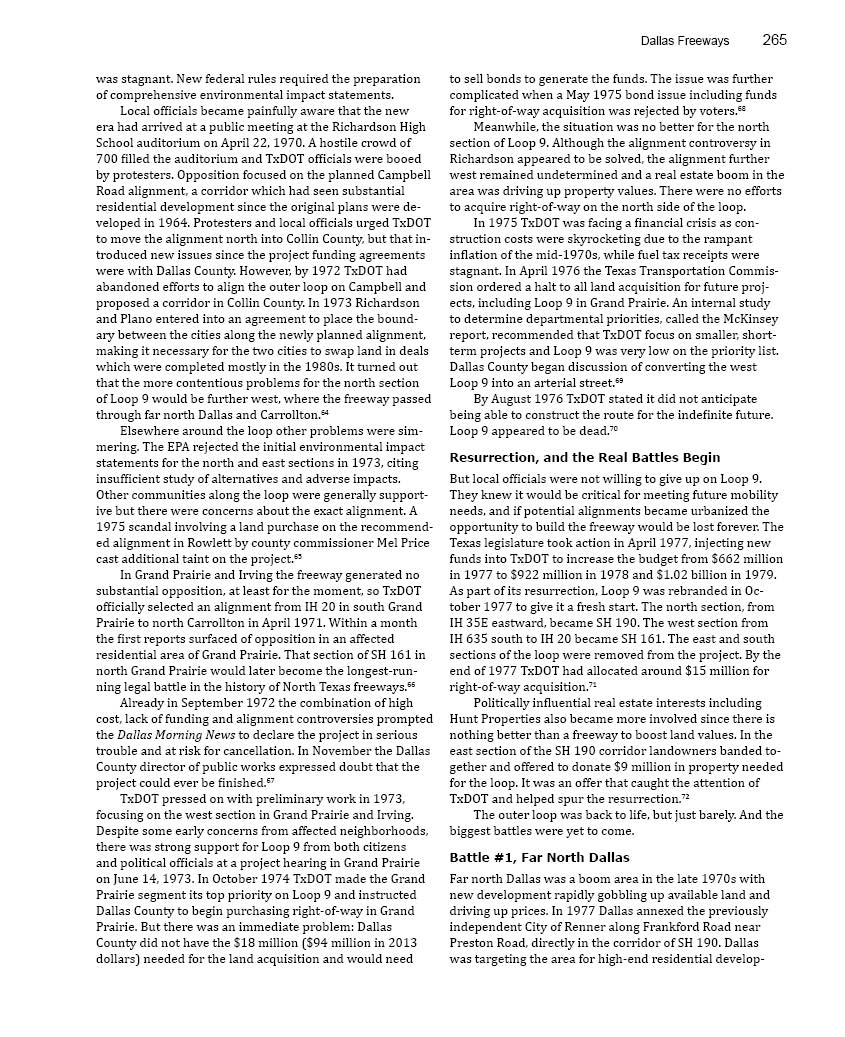 Dallas Freeways 265
was stagnant. New federal rules required the preparation
of comprehensive environmental impact statements.
Local officials became painfully aware that the new
era had arrived at a public meeting at the Richardson High
School auditorium on April 22, 1970. A hostile crowd of
700 filled the auditorium and TxDOT officials were booed
by protesters. Opposition focused on the planned Campbell
Road alignment, a corridor which had seen substantial
residential development since the original plans were de-
veloped in 1964. Protesters and local officials urged TxDOT
to move the alignment north into Collin County, but that in-
troduced new issues since the project funding agreements
were with Dallas County. However, by 1972 TxDOT had
abandoned efforts to align the outer loop on Campbell and
proposed a corridor in Collin County. In 1973 Richardson
and Plano entered into an agreement to place the bound-
ary between the cities along the newly planned alignment,
making it necessary for the two cities to swap land in deals
which were completed mostly in the 1980s. It turned out
that the more contentious problems for the north section
of Loop 9 would be further west, where the freeway passed
through far north Dallas and Carrollton.⁶⁴
Elsewhere around the loop other problems were sim-
mering. The EPA rejected the initial environmental impact
statements for the north and east sections in 1973, citing
insufficient study of alternatives and adverse impacts.
Other communities along the loop were generally support-
ive but there were concerns about the exact alignment. A
1975 scandal involving a land purchase on the recommend-
ed alignment in Rowlett by county commissioner Mel Price
cast additional taint on the project.⁶⁵
In Grand Prairie and Irving the freeway generated no
substantial opposition, at least for the moment, so TxDOT
officially selected an alignment from IH 20 in south Grand
Prairie to north Carrollton in April 1971. Within a month
the first reports surfaced of opposition in an affected
residential area of Grand Prairie. That section of SH 161 in
north Grand Prairie would later become the longest-run-
ning legal battle in the history of North Texas freeways.⁶⁶
Already in September 1972 the combination of high
cost, lack of funding and alignment controversies prompted
the Dallas Morning News to declare the project in serious
trouble and at risk for cancellation. In November the Dallas
County director of public works expressed doubt that the
project could ever be finished.⁶⁷
TxDOT pressed on with preliminary work in 1973,
focusing on the west section in Grand Prairie and Irving.
Despite some early concerns from affected neighborhoods,
there was strong support for Loop 9 from both citizens
and political officials at a project hearing in Grand Prairie
on June 14, 1973. In October 1974 TxDOT made the Grand
Prairie segment its top priority on Loop 9 and instructed
Dallas County to begin purchasing right-of-way in Grand
Prairie. But there was an immediate problem: Dallas
County did not have the $18 million ($94 million in 2013
dollars) needed for the land acquisition and would need
to sell bonds to generate the funds. The issue was further
complicated when a May 1975 bond issue including funds
for right-of-way acquisition was rejected by voters.⁶⁸
Meanwhile, the situation was no better for the north
section of Loop 9. Although the alignment controversy in
Richardson appeared to be solved, the alignment further
west remained undetermined and a real estate boom in the
area was driving up property values. There were no efforts
to acquire right-of-way on the north side of the loop.
In 1975 TxDOT was facing a financial crisis as con-
struction costs were skyrocketing due to the rampant
inflation of the mid-1970s, while fuel tax receipts were
stagnant. In April 1976 the Texas Transportation Commis-
sion ordered a halt to all land acquisition for future proj-
ects, including Loop 9 in Grand Prairie. An internal study
to determine departmental priorities, called the McKinsey
report, recommended that TxDOT focus on smaller, short-
term projects and Loop 9 was very low on the priority list.
Dallas County began discussion of converting the west
Loop 9 into an arterial street.⁶⁹
By August 1976 TxDOT stated it did not anticipate
being able to construct the route for the indefinite future.
Loop 9 appeared to be dead.⁷⁰
Resurrection, and the Real Battles Begin
But local officials were not willing to give up on Loop 9.
They knew it would be critical for meeting future mobility
needs, and if potential alignments became urbanized the
opportunity to build the freeway would be lost forever. The
Texas legislature took action in April 1977, injecting new
funds into TxDOT to increase the budget from $662 million
in 1977 to $922 million in 1978 and $1.02 billion in 1979.
As part of its resurrection, Loop 9 was rebranded in Oc-
tober 1977 to give it a fresh start. The north section, from
IH 35E eastward, became SH 190. The west section from
IH 635 south to IH 20 became SH 161. The east and south
sections of the loop were removed from the project. By the
end of 1977 TxDOT had allocated around $15 million for
right-of-way acquisition.⁷¹
Politically influential real estate interests including
Hunt Properties also became more involved since there is
nothing better than a freeway to boost land values. In the
east section of the SH 190 corridor landowners banded to-
gether and offered to donate $9 million in property needed
for the loop. It was an offer that caught the attention of
TxDOT and helped spur the resurrection.⁷²
The outer loop was back to life, but just barely. And the
biggest battles were yet to come.
Battle #1, Far North Dallas
Far north Dallas was a boom area in the late 1970s with
new development rapidly gobbling up available land and
driving up prices. In 1977 Dallas annexed the previously
independent City of Renner along Frankford Road near
Preston Road, directly in the corridor of SH 190. Dallas
was targeting the area for high-end residential develop-